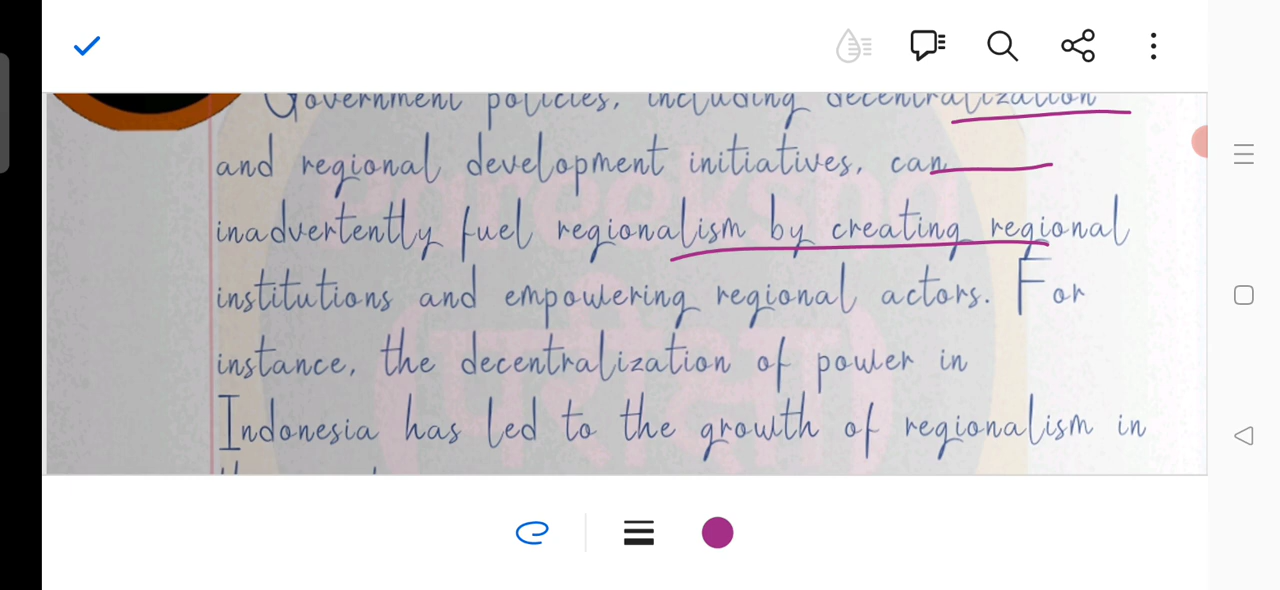 Government policies, including decentralization
and regional development initiatives, can
inadvertently fuel regionalism by creating regional
institutions and empowering regional actors. For
instance, the decentralization of power in
Indonesia has led to the growth of regionalism in